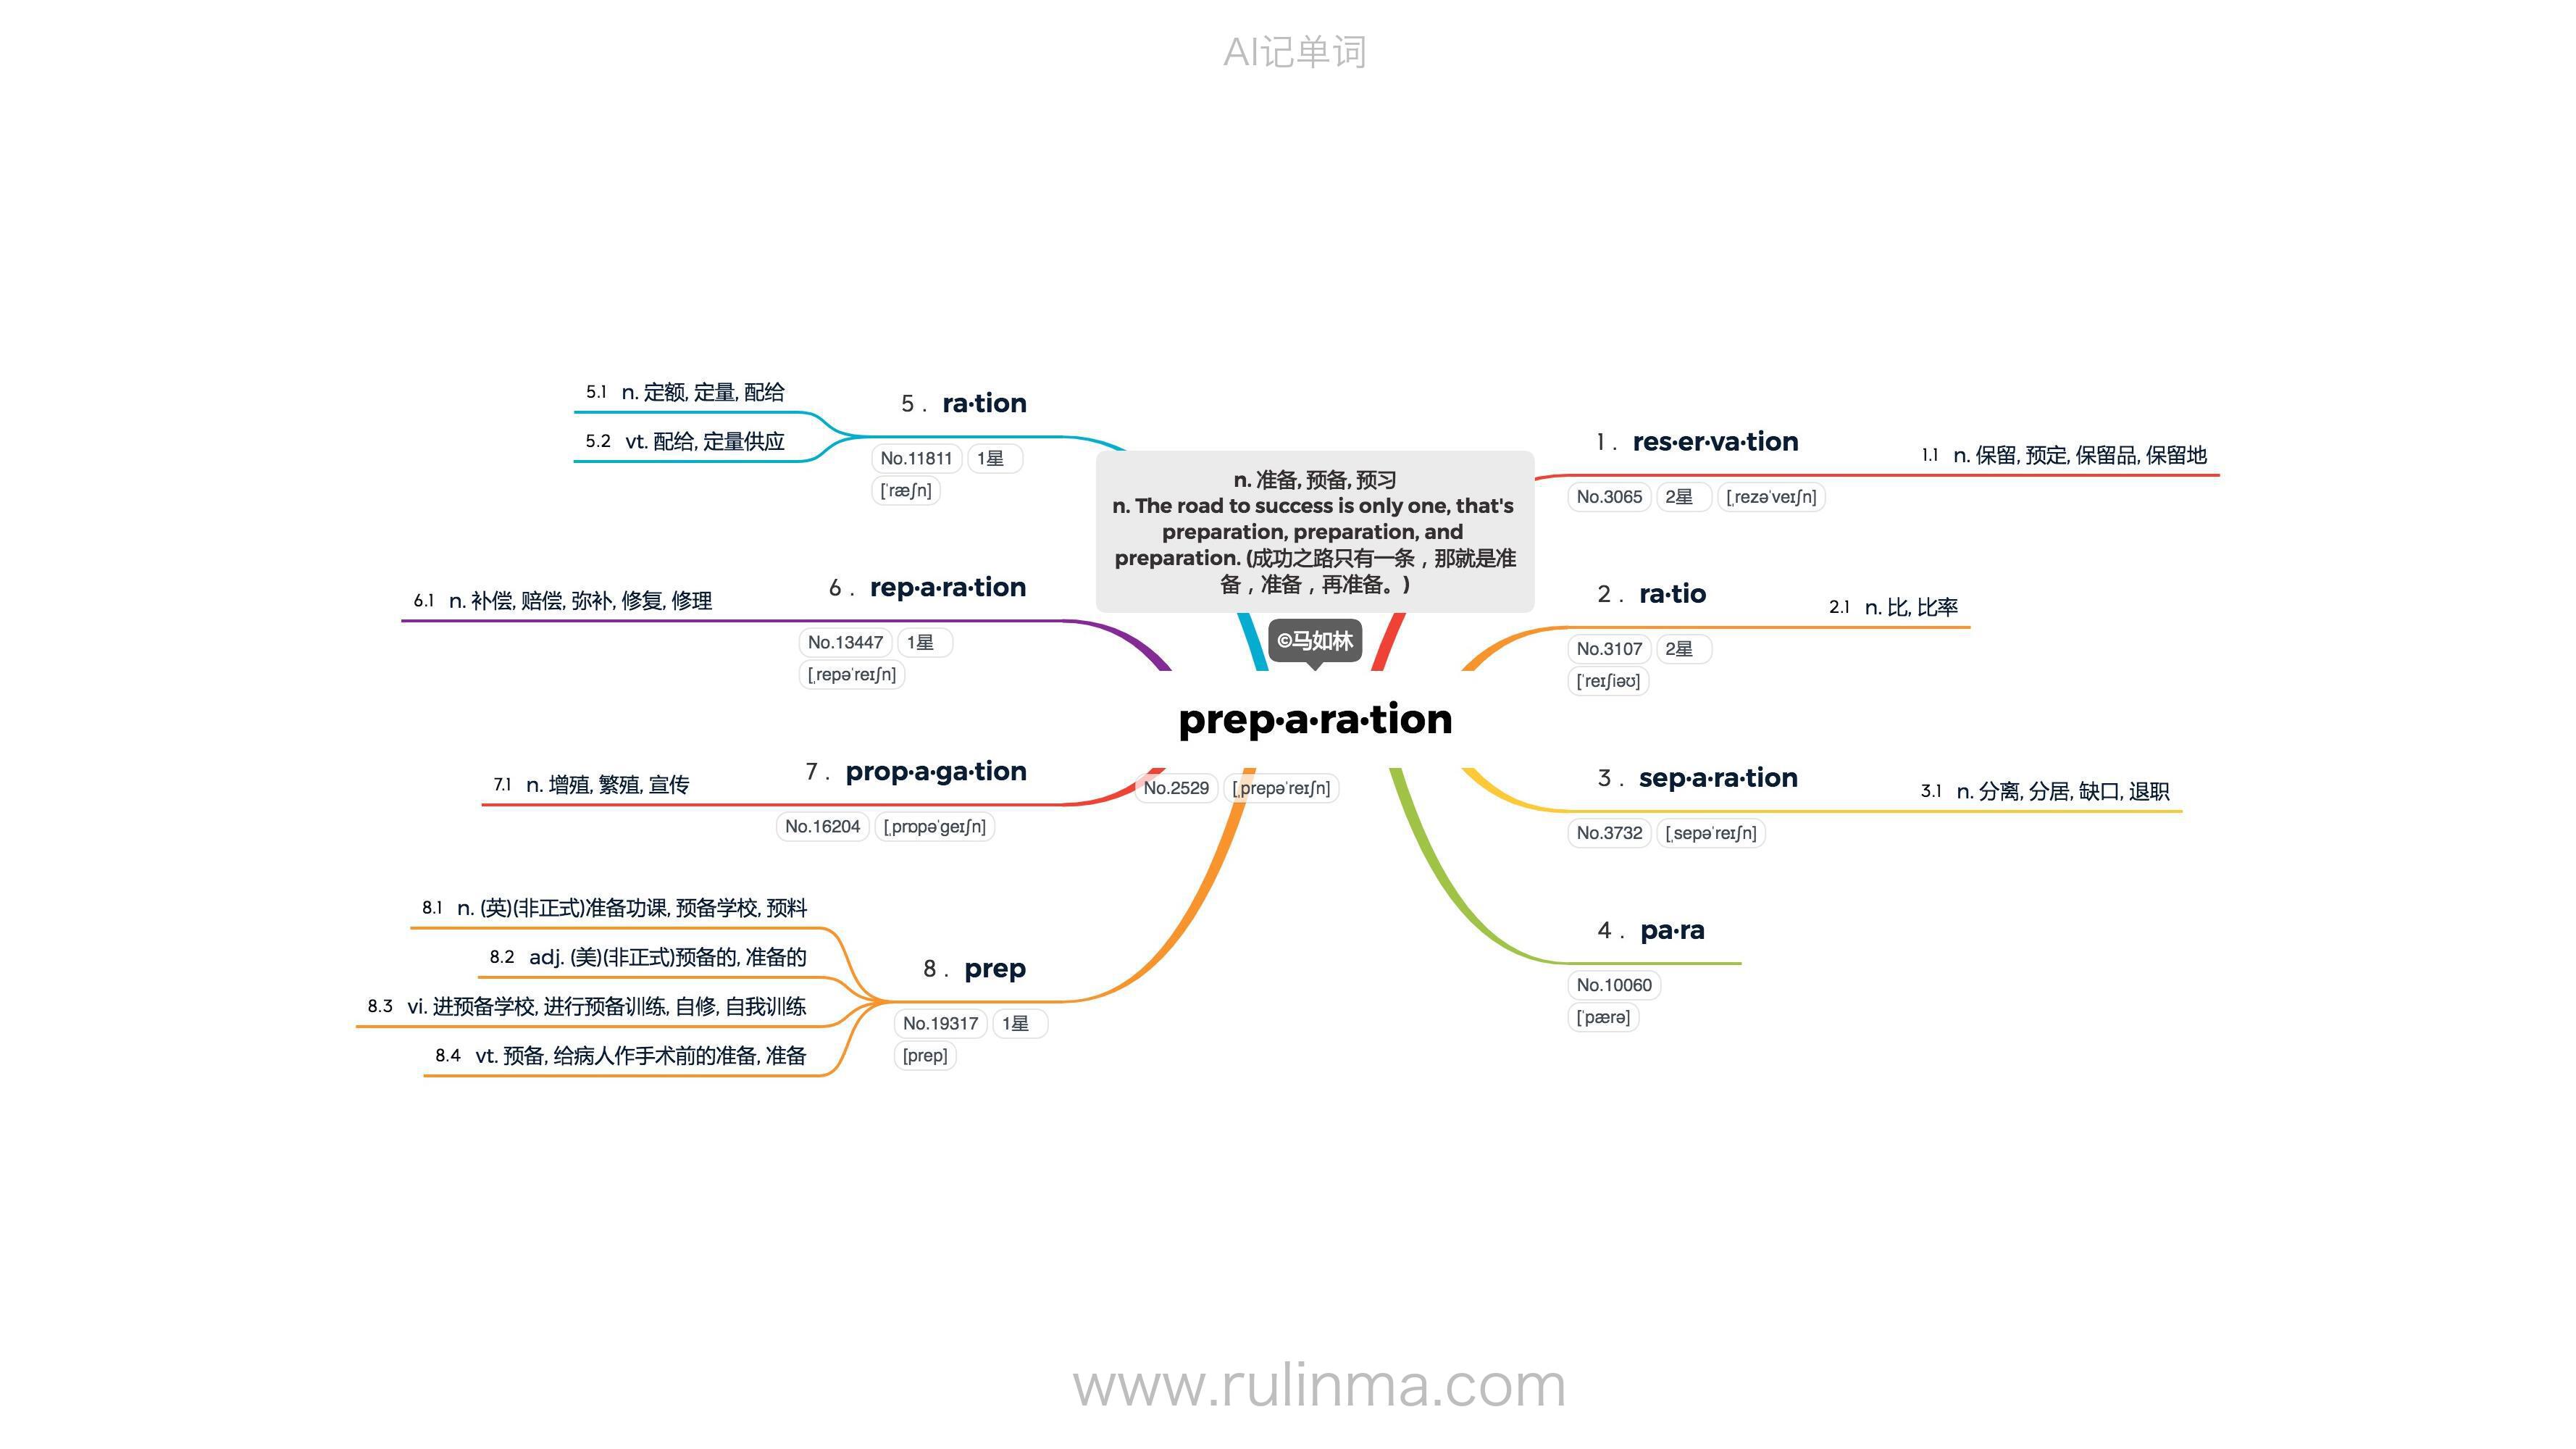 AI记单词
n. 准备, 预备, 预习
n. The road to success is only one, that's
preparation, preparation, and
preparation. (成功之路只有一条，那就是准
备，准备，再准备。)
©马如林
prep·a·ra·tion
No.2529 [ˌprepəˈreɪʃn]
1. res·er·va·tion
No.3065 2星 [ˌrezəˈveɪʃn]
1.1 n. 保留, 预定, 保留品, 保留地
2. ra·tio
No.3107 2星
[ˈreɪʃiəʊ]
2.1 n. 比, 比率
3. sep·a·ra·tion
No.3732 [ˌsepəˈreɪʃn]
3.1 n. 分离, 分居, 缺口, 退职
4. pa·ra
No.10060
[ˈpærə]
5. ra·tion
No.11811 1星
[ˈræʃn]
5.1 n. 定额, 定量, 配给
5.2 vt. 配给, 定量供应
6. rep·a·ra·tion
No.13447 1星
[ˌrepəˈreɪʃn]
6.1 n. 补偿, 赔偿, 弥补, 修复, 修理
7. prop·a·ga·tion
No.16204 [ˌprɒpəˈɡeɪʃn]
7.1 n. 增殖, 繁殖, 宣传
8. prep
No.19317 1星
[prep]
8.1 n. (英)(非正式)准备功课, 预备学校, 预料
8.2 adj. (美)(非正式)预备的, 准备的
8.3 vi. 进预备学校, 进行预备训练, 自修, 自我训练
8.4 vt. 预备, 给病人作手术前的准备, 准备
www.rulinma.com